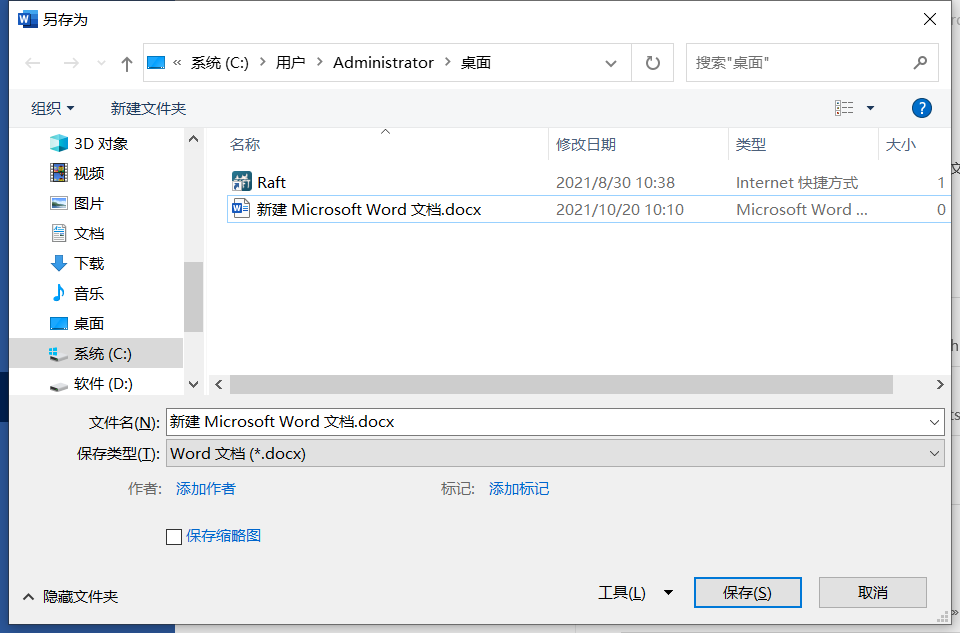 另存为
« 系统 (C:) › 用户 › Administrator › 桌面
搜索"桌面"
组织
新建文件夹
3D 对象
视频
图片
文档
下载
音乐
桌面
系统 (C:)
软件 (D:)
名称 修改日期 类型 大小
Raft 2021/8/30 10:38 Internet 快捷方式 1
新建 Microsoft Word 文档.docx 2021/10/20 10:10 Microsoft Word ... 0
文件名(N): 新建 Microsoft Word 文档.docx
保存类型(T): Word 文档 (*.docx)
作者: 添加作者 标记: 添加标记
保存缩略图
隐藏文件夹
工具(L) 保存(S) 取消